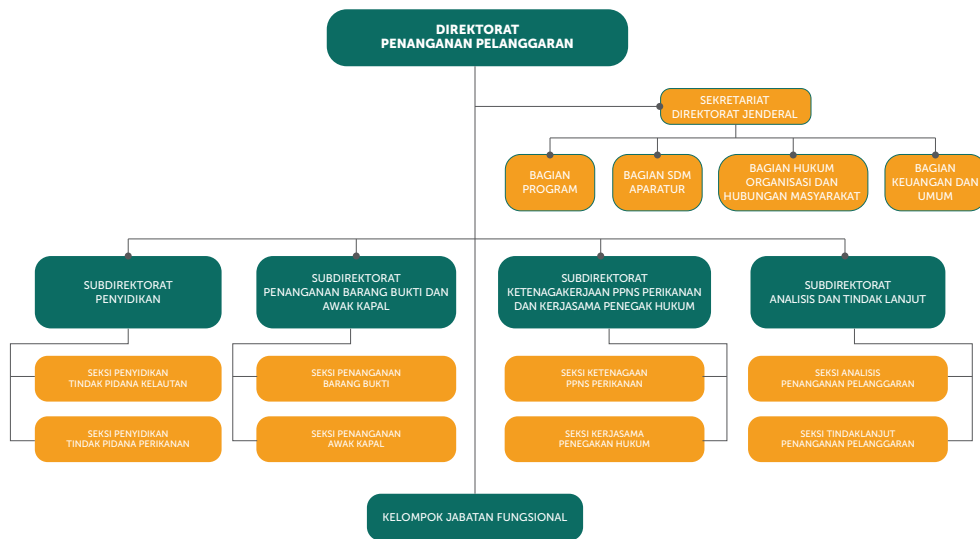 DIREKTORAT
PENANGANAN PELANGGARAN
SEKRETARIAT
DIREKTORAT JENDERAL
BAGIAN
PROGRAM
BAGIAN SDM
APARATUR
BAGIAN HUKUM
ORGANISASI DAN
HUBUNGAN MASYARAKAT
BAGIAN
KEUANGAN DAN
UMUM
SUBDIREKTORAT
PENYIDIKAN
SUBDIREKTORAT
PENANGANAN BARANG BUKTI DAN
AWAK KAPAL
SUBDIREKTORAT
KETENAGAKERJAAN PPNS PERIKANAN
DAN KERJASAMA PENEGAK HUKUM
SUBDIREKTORAT
ANALISIS DAN TINDAK LANJUT
SEKSI PENYIDIKAN
TINDAK PIDANA KELAUTAN
SEKSI PENANGANAN
BARANG BUKTI
SEKSI KETENAGAAN
PPNS PERIKANAN
SEKSI ANALISIS
PENANGANAN PELANGGARAN
SEKSI PENYIDIKAN
TINDAK PIDANA PERIKANAN
SEKSI PENANGANAN
AWAK KAPAL
SEKSI KERJASAMA
PENEGAKAN HUKUM
SEKSI TINDAKLANJUT
PENANGANAN PELANGGARAN
KELOMPOK JABATAN FUNGSIONAL